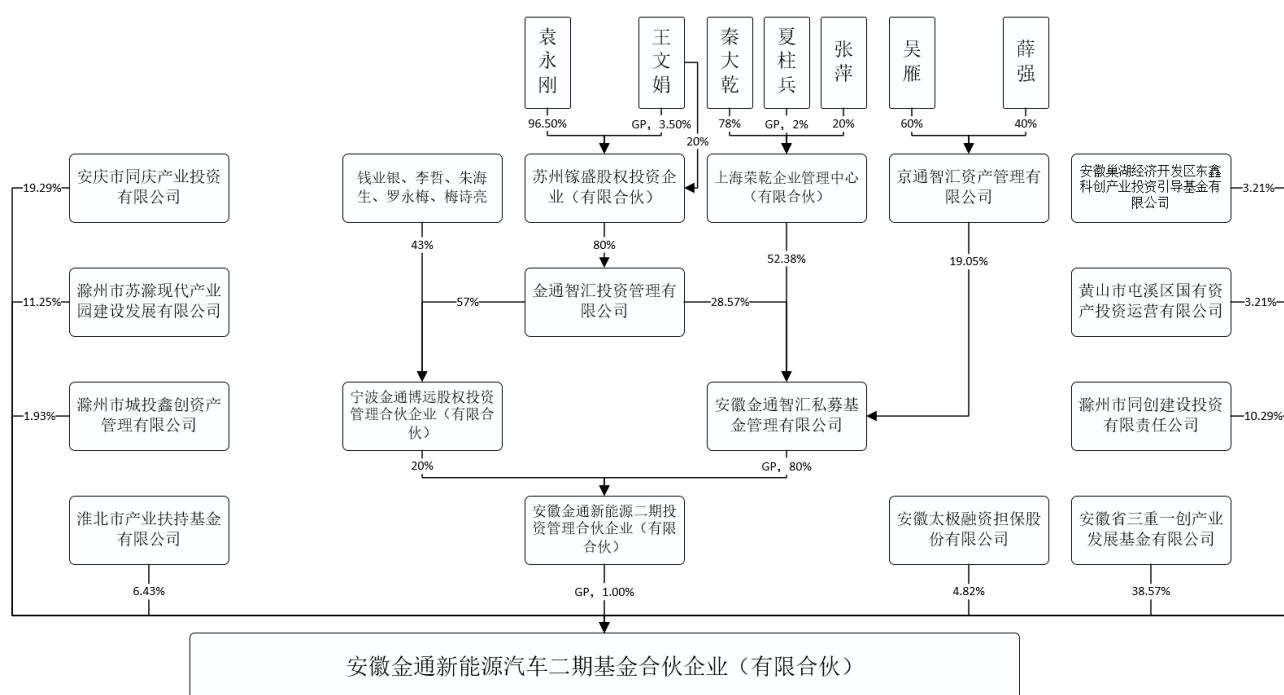 袁永刚
王文娟
秦大乾
夏柱兵
张萍
吴雁
薛强
96.50%
GP，3.50%
20%
78%
GP，2%
20%
60%
40%
19.29%
安庆市同庆产业投资
有限公司
钱业银、李哲、朱海
生、罗永梅、梅诗亮
苏州镓盛股权投资企
业（有限合伙）
上海荣乾企业管理中心
（有限合伙）
京通智汇资产管理有
限公司
安徽巢湖经济开发区东鑫
科创产业投资引导基金有
限公司
3.21%
43%
80%
52.38%
19.05%
11.25%
滁州市苏滁现代产业
园建设发展有限公司
57%
金通智汇投资管理有
限公司
28.57%
黄山市屯溪区国有资
产投资运营有限公司
3.21%
1.93%
滁州市城投鑫创资产
管理有限公司
宁波金通博远股权投资
管理合伙企业（有限合
伙）
安徽金通智汇私募基
金管理有限公司
滁州市同创建设投资
有限责任公司
10.29%
20%
GP，80%
淮北市产业扶持基金
有限公司
安徽金通新能源二期投
资管理合伙企业（有限
合伙）
安徽太极融资担保股
份有限公司
安徽省三重一创产业
发展基金有限公司
6.43%
GP，1.00%
4.82%
38.57%
安徽金通新能源汽车二期基金合伙企业（有限合伙）